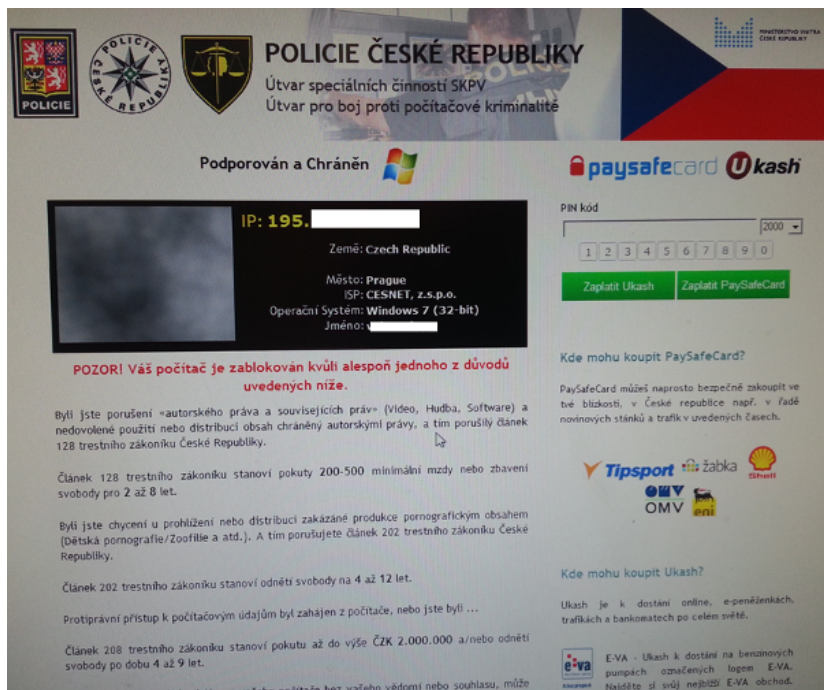 POLICIE ČESKÉ REPUBLIKY
Útvar speciálních činností SKPV
Útvar pro boj proti počítačové kriminalitě
POLICIE
POLICIE ČESKÉ REPUBLIKY
MINISTERSTVO VNITRA
ČESKÉ REPUBLIKY
Podporován a Chráněn
IP: 195.
Země: Czech Republic
Město: Prague
ISP: CESNET, z.s.p.o.
Operační Systém: Windows 7 (32-bit)
Jméno:
POZOR! Váš počítač je zablokován kvůli alespoň jednoho z důvodů
uvedených níže.
Byli jste porušení «autorského práva a souvisejících práv» (Video, Hudba, Software) a
nedovolené použití nebo distribuci obsah chráněný autorskými právy, a tím porušilý článek
128 trestního zákoníku České Republiky.
Článek 128 trestního zákoníku stanoví pokuty 200-500 minimální mzdy nebo zbavení
svobody pro 2 až 8 let.
Byli jste chycení u prohlížení nebo distribuci zakázáné produkce pornografickým obsahem
(Dětská pornografie/Zoofilie a atd.). A tím porušujete článek 202 trestního zákoníku České
Republiky.
Článek 202 trestního zákoníku stanoví odnětí svobody na 4 až 12 let.
Protiprávní přístup k počítačovým údajům byl zahájen z počítače, nebo jste byli ...
Článek 208 trestního zákoníku stanoví pokutu až do výše ČZK 2.000.000 a/nebo odnětí
svobody po dobu 4 až 9 let.
bez vašeho vědomí nebo souhlasu, může
paysafecard Ukash
PIN kód
2000
1 2 3 4 5 6 7 8 9 0
Zaplatit Ukash Zaplatit PaySafeCard
Kde mohu koupit PaySafeCard?
PaySafeCard můžeš naprosto bezpečně zakoupit ve
tvé blízkosti, v České republice např. v řadě
novinových stánků a trafik v uvedených časech.
Tipsport žabka Shell
OMV eni
Kde mohu koupit Ukash?
Ukash je k dostání online, e-peněženkách,
trafikách a bankomatech po celém světě.
e-va
E-VA - Ukash k dostání na benzinových
pumpách označených logem E-VA.
Najděte si svůj nejbližší E-VA obchod.